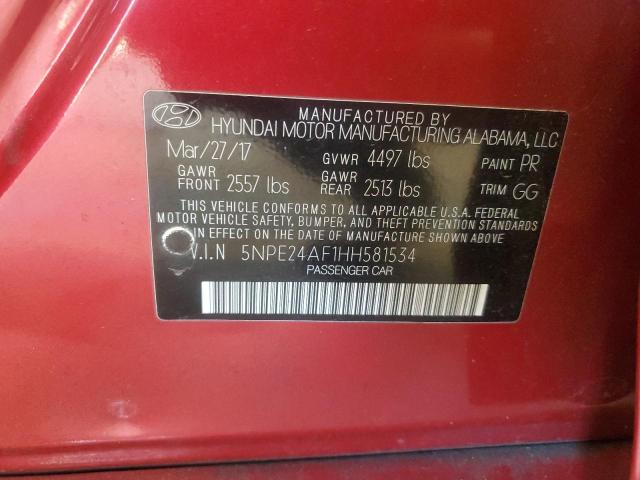 MANUFACTURED BY
HYUNDAI MOTOR MANUFACTURING ALABAMA, LLC
Mar/27/17 GVWR 4497 lbs PAINT PR
GAWR FRONT 2557 lbs GAWR REAR 2513 lbs TRIM GG
THIS VEHICLE CONFORMS TO ALL APPLICABLE U.S.A. FEDERAL
MOTOR VEHICLE SAFETY, BUMPER, AND THEFT PREVENTION STANDARDS
IN EFFECT ON THE DATE OF MANUFACTURE SHOWN ABOVE
V.I.N 5NPE24AF1HH581534
PASSENGER CAR